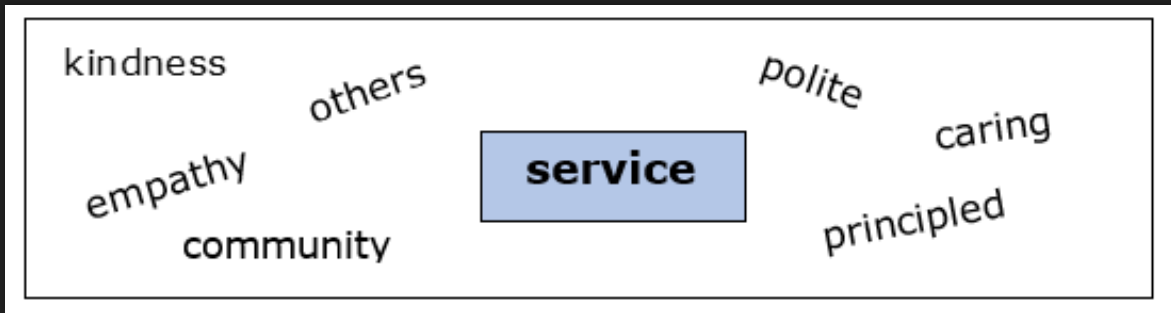 kindness
others
polite
caring
service
empathy
principled
community